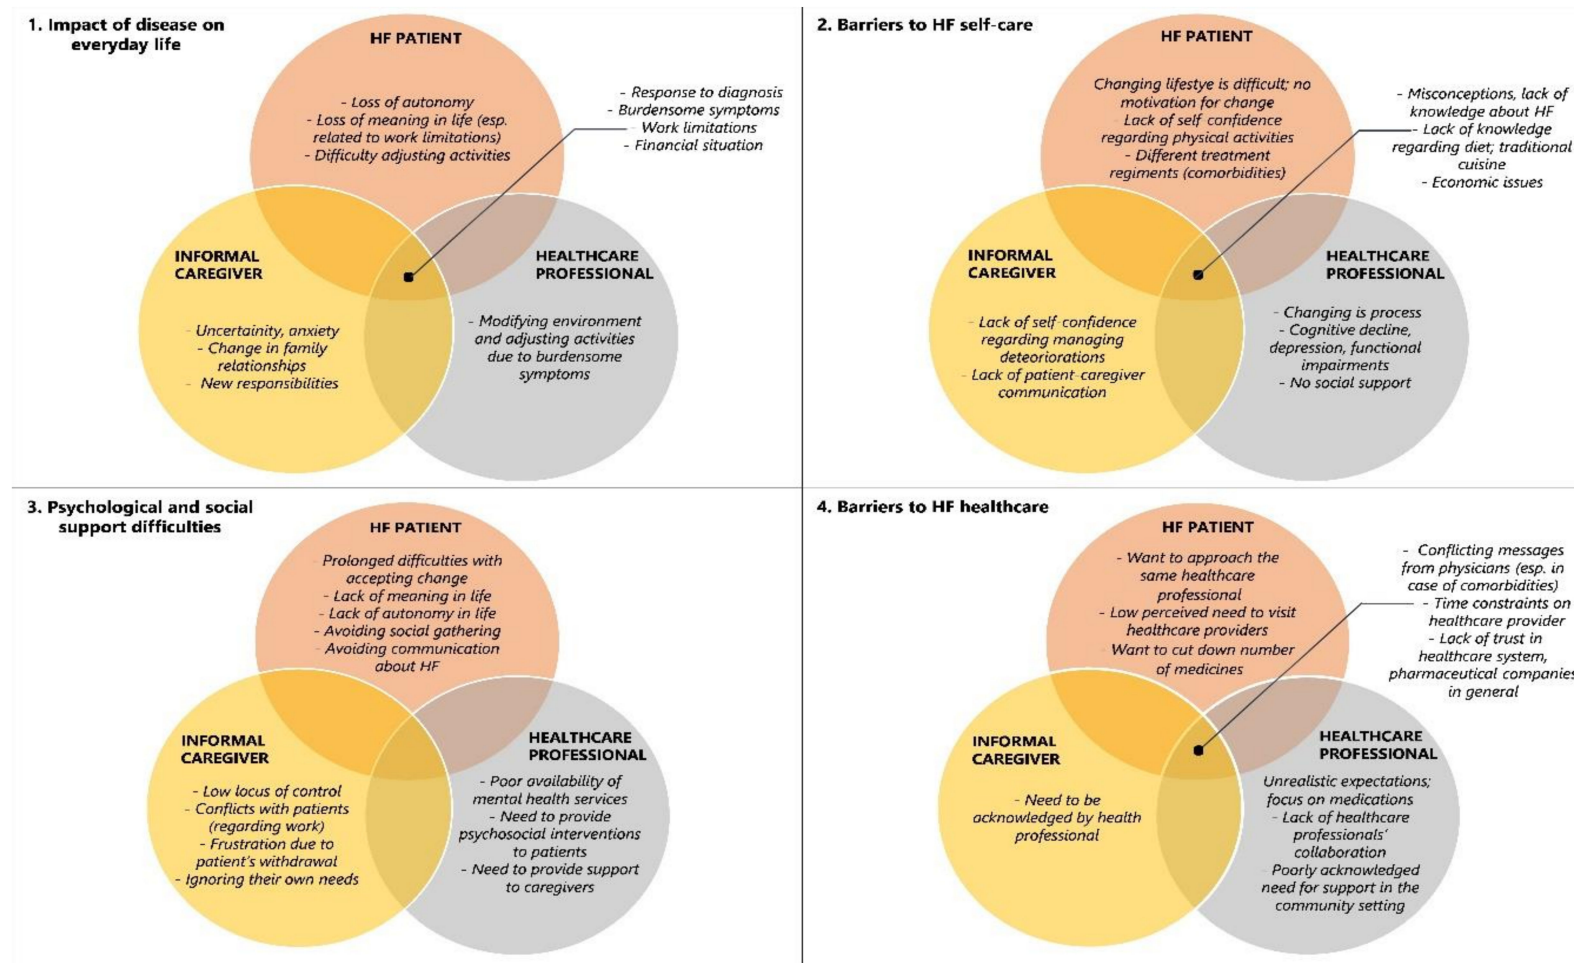 1. Impact of disease on
everyday life
HF PATIENT
- Loss of autonomy
- Loss of meaning in life (esp.
related to work limitations)
- Difficulty adjusting activities
- Response to diagnosis
- Burdensome symptoms
- Work limitations
- Financial situation
INFORMAL
CAREGIVER
- Uncertainity, anxiety
- Change in family
relationships
- New responsibilities
HEALTHCARE
PROFESSIONAL
- Modifying environment
and adjusting activities
due to burdensome
symptoms
2. Barriers to HF self-care
HF PATIENT
Changing lifestye is difficult; no
motivation for change
- Lack of self confidence
regarding physical activities
- Different treatment
regiments (comorbidities)
- Misconceptions, lack of
knowledge about HF
- Lack of knowledge
regarding diet; traditional
cuisine
- Economic issues
INFORMAL
CAREGIVER
- Lack of self-confidence
regarding managing
deteoriorations
- Lack of patient-caregiver
communication
HEALTHCARE
PROFESSIONAL
- Changing is process
- Cognitive decline,
depression, functional
impairments
- No social support
3. Psychological and social
support difficulties
HF PATIENT
- Prolonged difficulties with
accepting change
- Lack of meaning in life
- Lack of autonomy in life
- Avoiding social gathering
- Avoiding communication
about HF
INFORMAL
CAREGIVER
- Low locus of control
- Conflicts with patients
(regarding work)
- Frustration due to
patient's withdrawal
- Ignoring their own needs
HEALTHCARE
PROFESSIONAL
- Poor availability of
mental health services
- Need to provide
psychosocial interventions
to patients
- Need to provide support
to caregivers
4. Barriers to HF healthcare
HF PATIENT
- Want to approach the
same healthcare
professional
- Low perceived need to visit
healthcare providers
- Want to cut down number
of medicines
- Conflicting messages
from physicians (esp. in
case of comorbidities)
- Time constraints on
healthcare provider
- Lack of trust in
healthcare system,
pharmaceutical companies
in general
INFORMAL
CAREGIVER
- Need to be
acknowledged by health
professional
HEALTHCARE
PROFESSIONAL
Unrealistic expectations;
focus on medications
- Lack of healthcare
professionals'
collaboration
- Poorly acknowledged
need for support in the
community setting